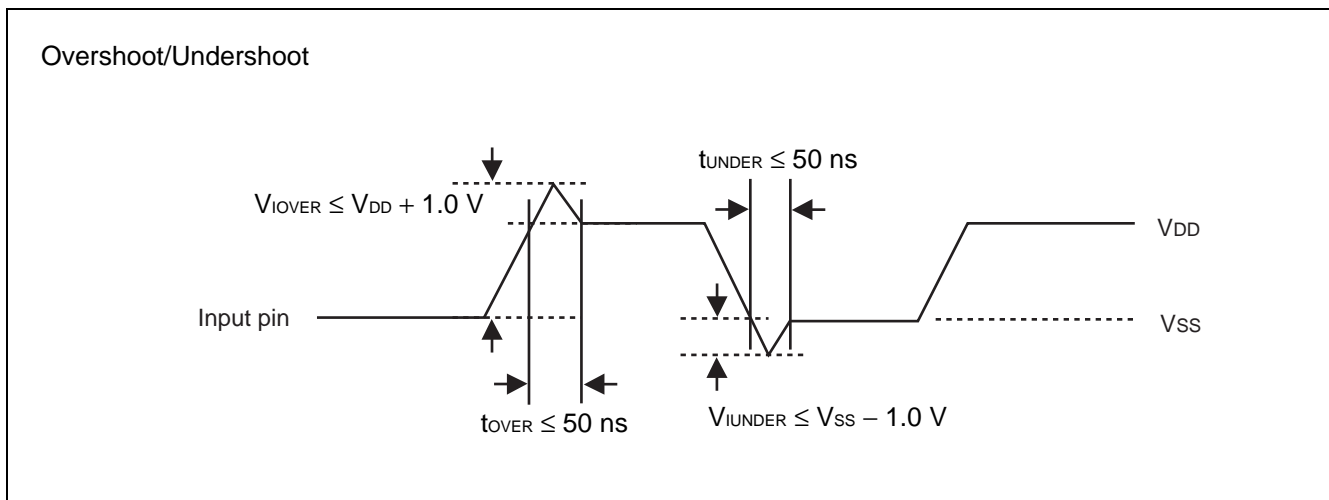 Overshoot/Undershoot
tUNDER ≤ 50 ns
VIOVER ≤ VDD + 1.0 V
VDD
Input pin
VSS
tOVER ≤ 50 ns
VIUNDER ≤ VSS − 1.0 V